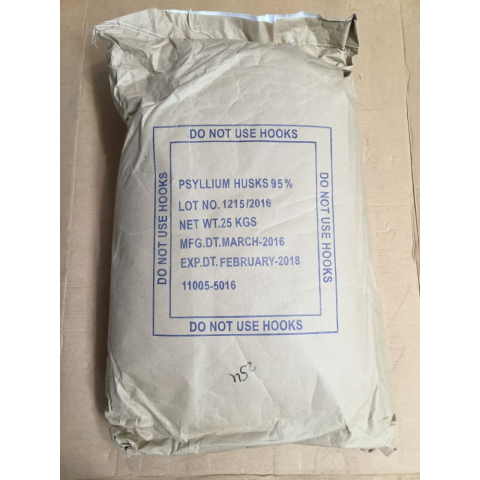 DO NOT USE HOOKS
DO NOT USE HOOKS
PSYLLIUM HUSKS 95%
LOT NO. 1215/2016
NET WT.25 KGS
MFG.DT.MARCH-2016
EXP.DT.FEBRUARY-2018
11005-5016
DO NOT USE HOOKS
DO NOT USE HOOKS